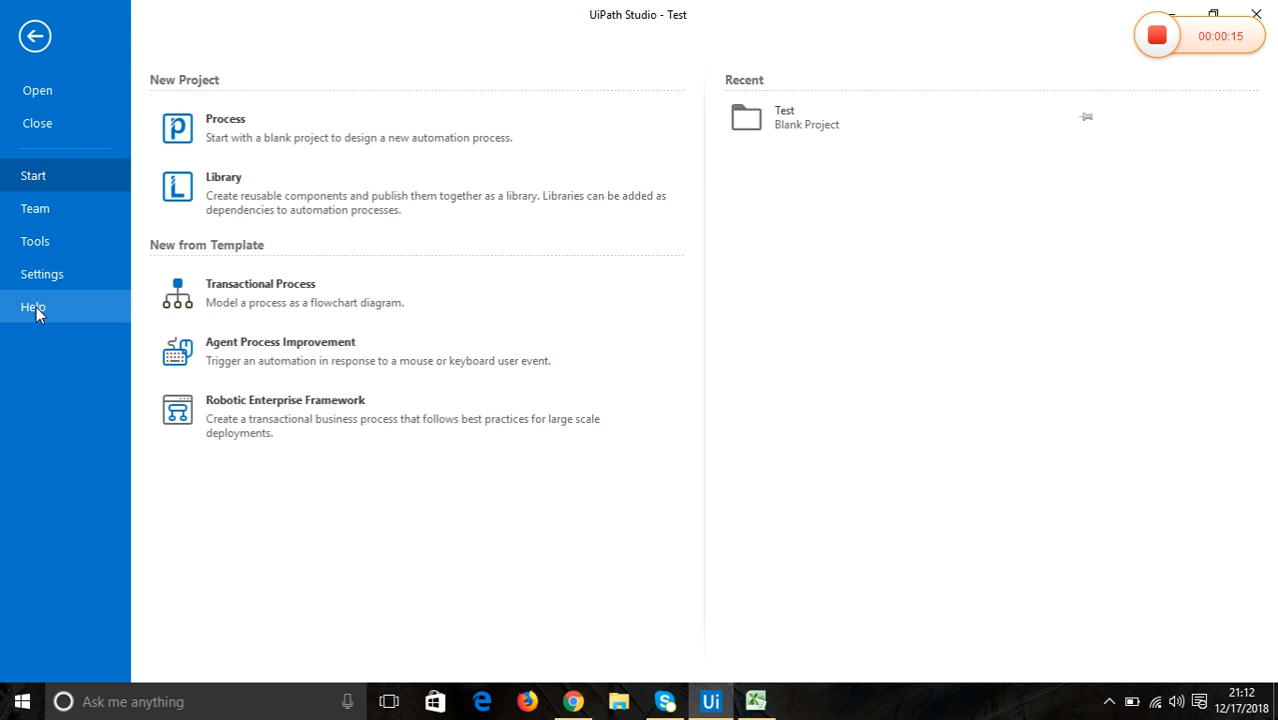 UiPath Studio - Test
00:00:15
Open
Close
Start
Team
Tools
Settings
Help
New Project
Process
Start with a blank project to design a new automation process.
Library
Create reusable components and publish them together as a library. Libraries can be added as
dependencies to automation processes.
New from Template
Transactional Process
Model a process as a flowchart diagram.
Agent Process Improvement
Trigger an automation in response to a mouse or keyboard user event.
Robotic Enterprise Framework
Create a transactional business process that follows best practices for large scale
deployments.
Recent
Test
Blank Project
Ask me anything
Ui
21:12
12/17/2018